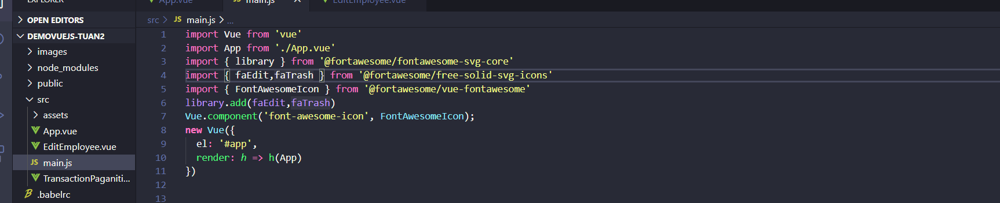 EXPLORER
App.vue
main.js
EditEmployee.vue
OPEN EDITORS
DEMOVUEJS-TUAN2
images
node_modules
public
src
assets
App.vue
EditEmployee.vue
JS main.js
TransactionPaganiti...
.babelrc
src > JS main.js > ...
1 import Vue from 'vue'
2 import App from './App.vue'
3 import { library } from '@fortawesome/fontawesome-svg-core'
4 import { faEdit,faTrash } from '@fortawesome/free-solid-svg-icons'
5 import { FontAwesomeIcon } from '@fortawesome/vue-fontawesome'
6 library.add(faEdit,faTrash)
7 Vue.component('font-awesome-icon', FontAwesomeIcon);
8 new Vue({
9 el: '#app',
10 render: h => h(App)
11 })
12
13